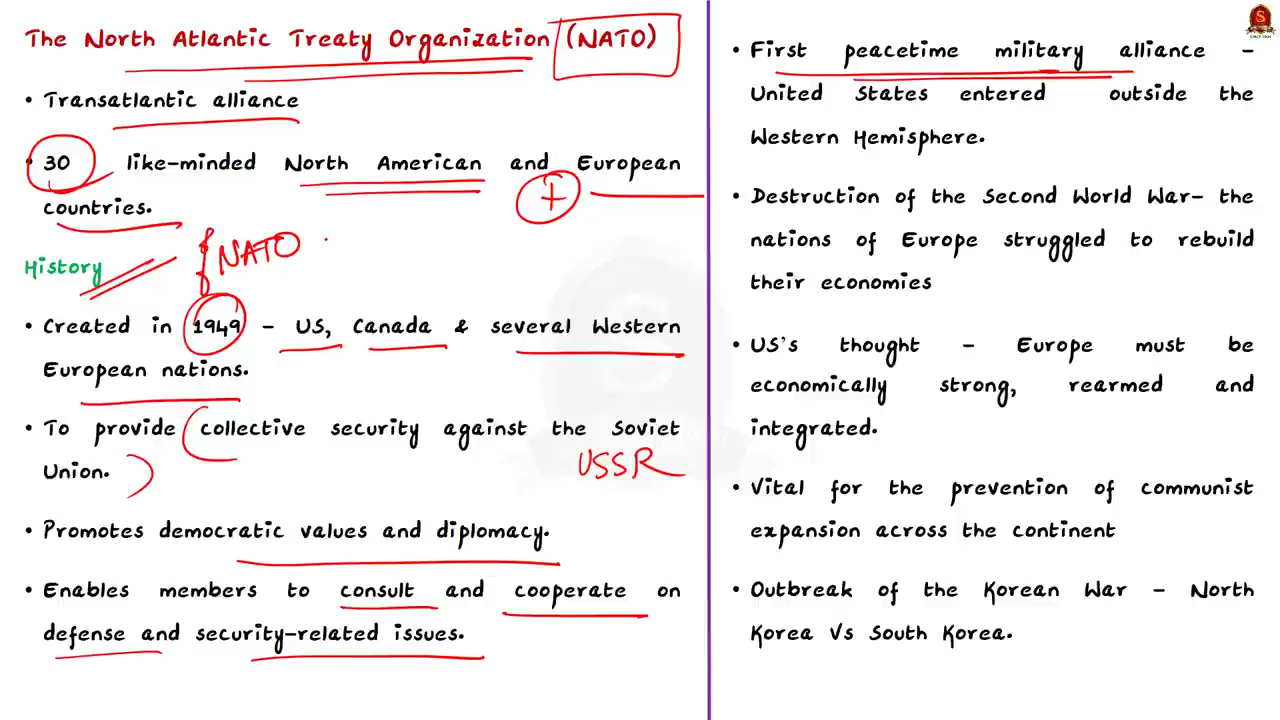 The North Atlantic Treaty Organization (NATO)
• Transatlantic alliance
• 30 like-minded North American and European
countries.
+
NATO
History
• Created in 1949 - US, Canada & several Western
European nations.
• To provide collective security against the Soviet
Union.
USSR
• Promotes democratic values and diplomacy.
• Enables members to consult and cooperate on
defense and security-related issues.
• First peacetime military alliance -
United States entered outside the
Western Hemisphere.
• Destruction of the Second World War- the
nations of Europe struggled to rebuild
their economies
• US's thought - Europe must be
economically strong, rearmed and
integrated.
• Vital for the prevention of communist
expansion across the continent
• Outbreak of the Korean War - North
Korea Vs South Korea.
S